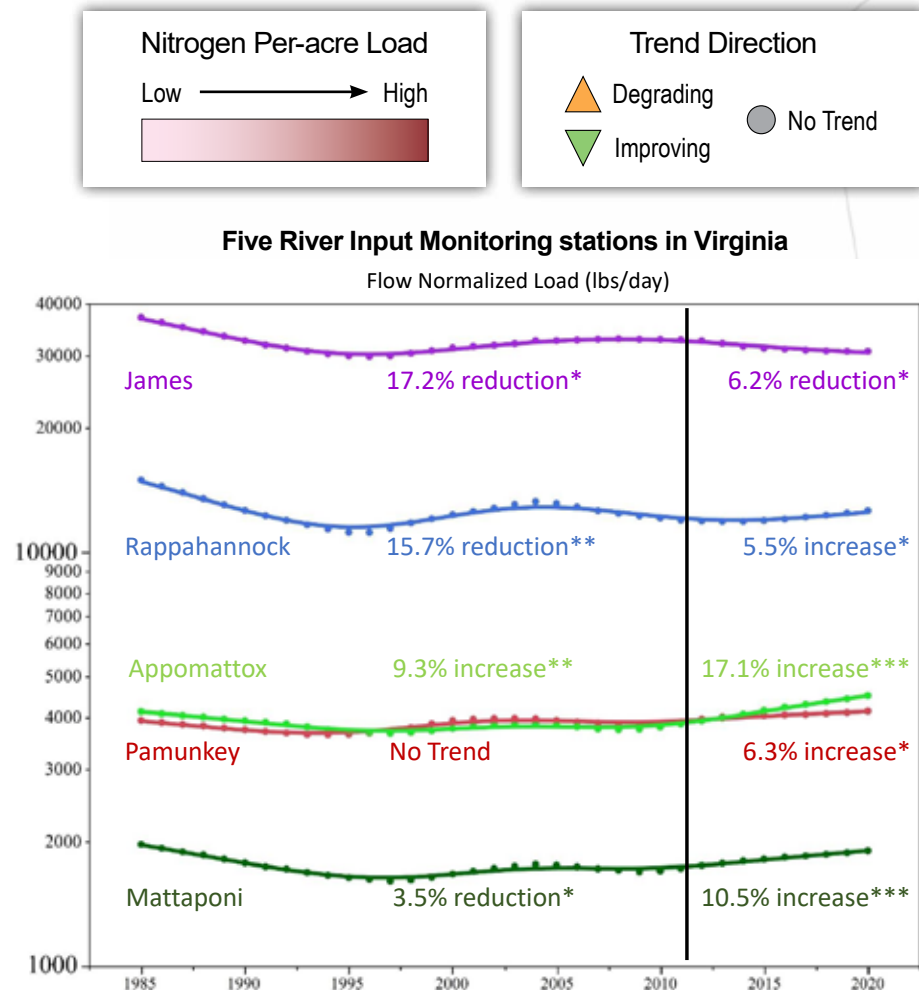 Nitrogen Per-acre Load
Low High
Trend Direction
Degrading
Improving
No Trend
Five River Input Monitoring stations in Virginia
Flow Normalized Load (lbs/day)
40000
30000
James 17.2% reduction* 6.2% reduction*
20000
10000
Rappahannock 15.7% reduction** 5.5% increase*
9000
8000
7000
6000
5000
Appomattox 9.3% increase** 17.1% increase***
4000
Pamunkey No Trend 6.3% increase*
3000
2000
Mattaponi 3.5% reduction* 10.5% increase***
1000
1985 1990 1995 2000 2005 2010 2015 2020